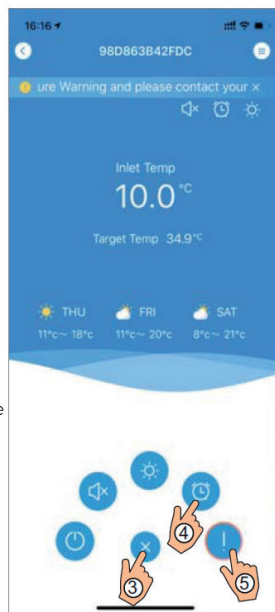 16:16
98D863B42FDC
ure Warning and please contact your ×
Inlet Temp
10.0 °C
Target Temp 34.9°C
THU FRI SAT
11°c~ 18°c 11°c~ 20°c 8°c~ 21°c
e
④
③
⑤